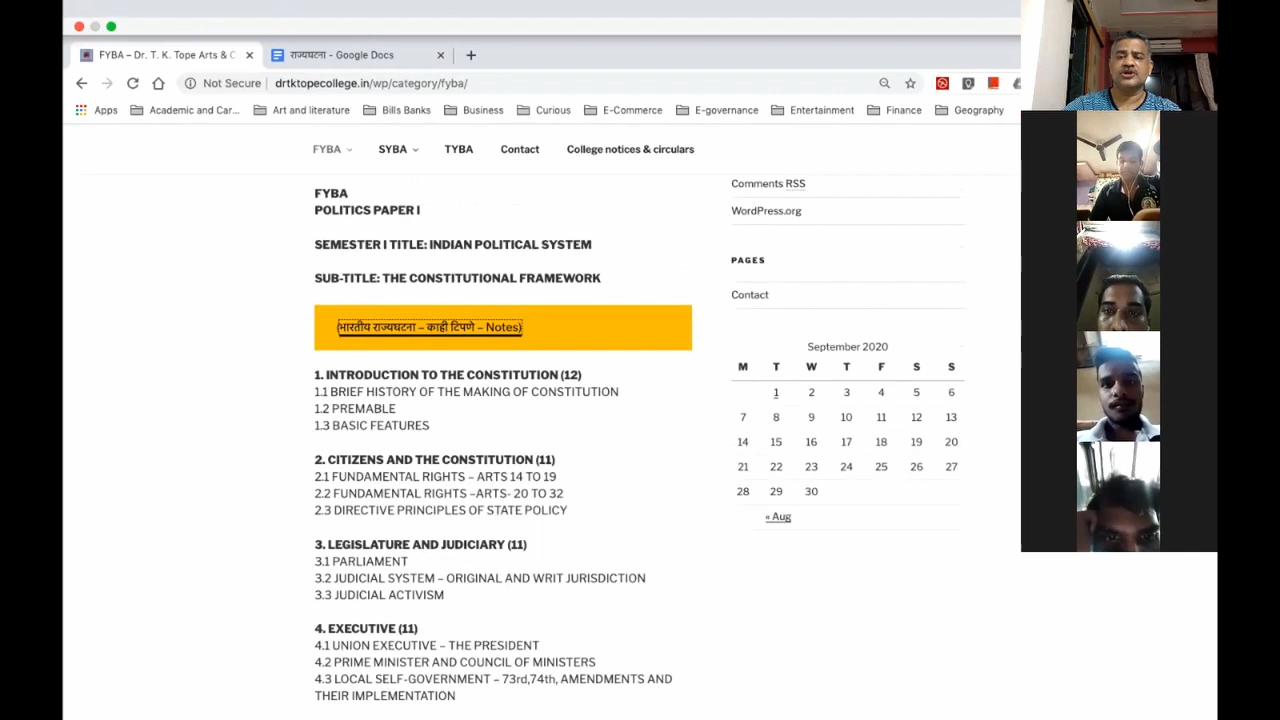 FYBA – Dr. T. K. Tope Arts & C
राज्यघटना - Google Docs
Not Secure
drtktopecollege.in/wp/category/fyba/
Apps
Academic and Car...
Art and literature
Bills Banks
Business
Curious
E-Commerce
E-governance
Entertainment
Finance
Geography
FYBA
SYBA
TYBA
Contact
College notices & circulars
FYBA
POLITICS PAPER I
SEMESTER I TITLE: INDIAN POLITICAL SYSTEM
SUB-TITLE: THE CONSTITUTIONAL FRAMEWORK
(भारतीय राज्यघटना – काही टिपणे – Notes)
1. INTRODUCTION TO THE CONSTITUTION (12)
1.1 BRIEF HISTORY OF THE MAKING OF CONSTITUTION
1.2 PREMABLE
1.3 BASIC FEATURES
2. CITIZENS AND THE CONSTITUTION (11)
2.1 FUNDAMENTAL RIGHTS – ARTS 14 TO 19
2.2 FUNDAMENTAL RIGHTS –ARTS- 20 TO 32
2.3 DIRECTIVE PRINCIPLES OF STATE POLICY
3. LEGISLATURE AND JUDICIARY (11)
3.1 PARLIAMENT
3.2 JUDICIAL SYSTEM – ORIGINAL AND WRIT JURISDICTION
3.3 JUDICIAL ACTIVISM
4. EXECUTIVE (11)
4.1 UNION EXECUTIVE – THE PRESIDENT
4.2 PRIME MINISTER AND COUNCIL OF MINISTERS
4.3 LOCAL SELF-GOVERNMENT – 73rd,74th, AMENDMENTS AND
THEIR IMPLEMENTATION
Comments RSS
WordPress.org
PAGES
Contact
September 2020
M T W T F S S
1 2 3 4 5 6
7 8 9 10 11 12 13
14 15 16 17 18 19 20
21 22 23 24 25 26 27
28 29 30
« Aug